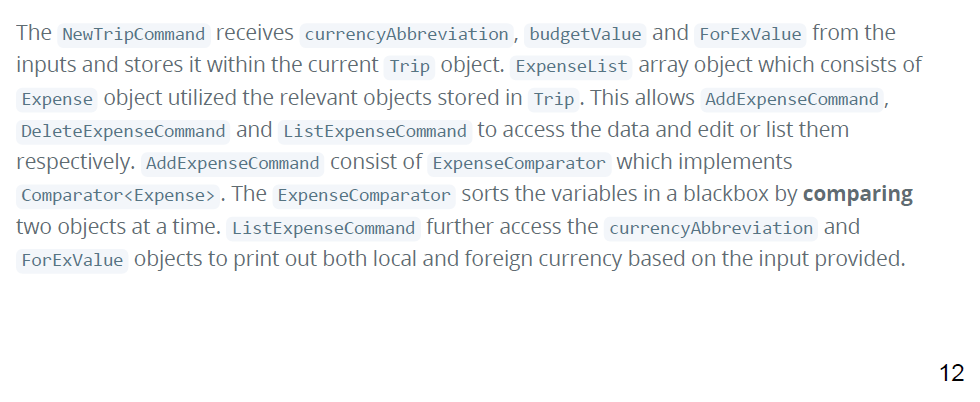 The NewTripCommand receives currencyAbbreviation, budgetValue and ForExValue from the
inputs and stores it within the current Trip object. ExpenseList array object which consists of
Expense object utilized the relevant objects stored in Trip. This allows AddExpenseCommand,
DeleteExpenseCommand and ListExpenseCommand to access the data and edit or list them
respectively. AddExpenseCommand consist of ExpenseComparator which implements
Comparator<Expense>. The ExpenseComparator sorts the variables in a blackbox by comparing
two objects at a time. ListExpenseCommand further access the currencyAbbreviation and
ForExValue objects to print out both local and foreign currency based on the input provided.
12